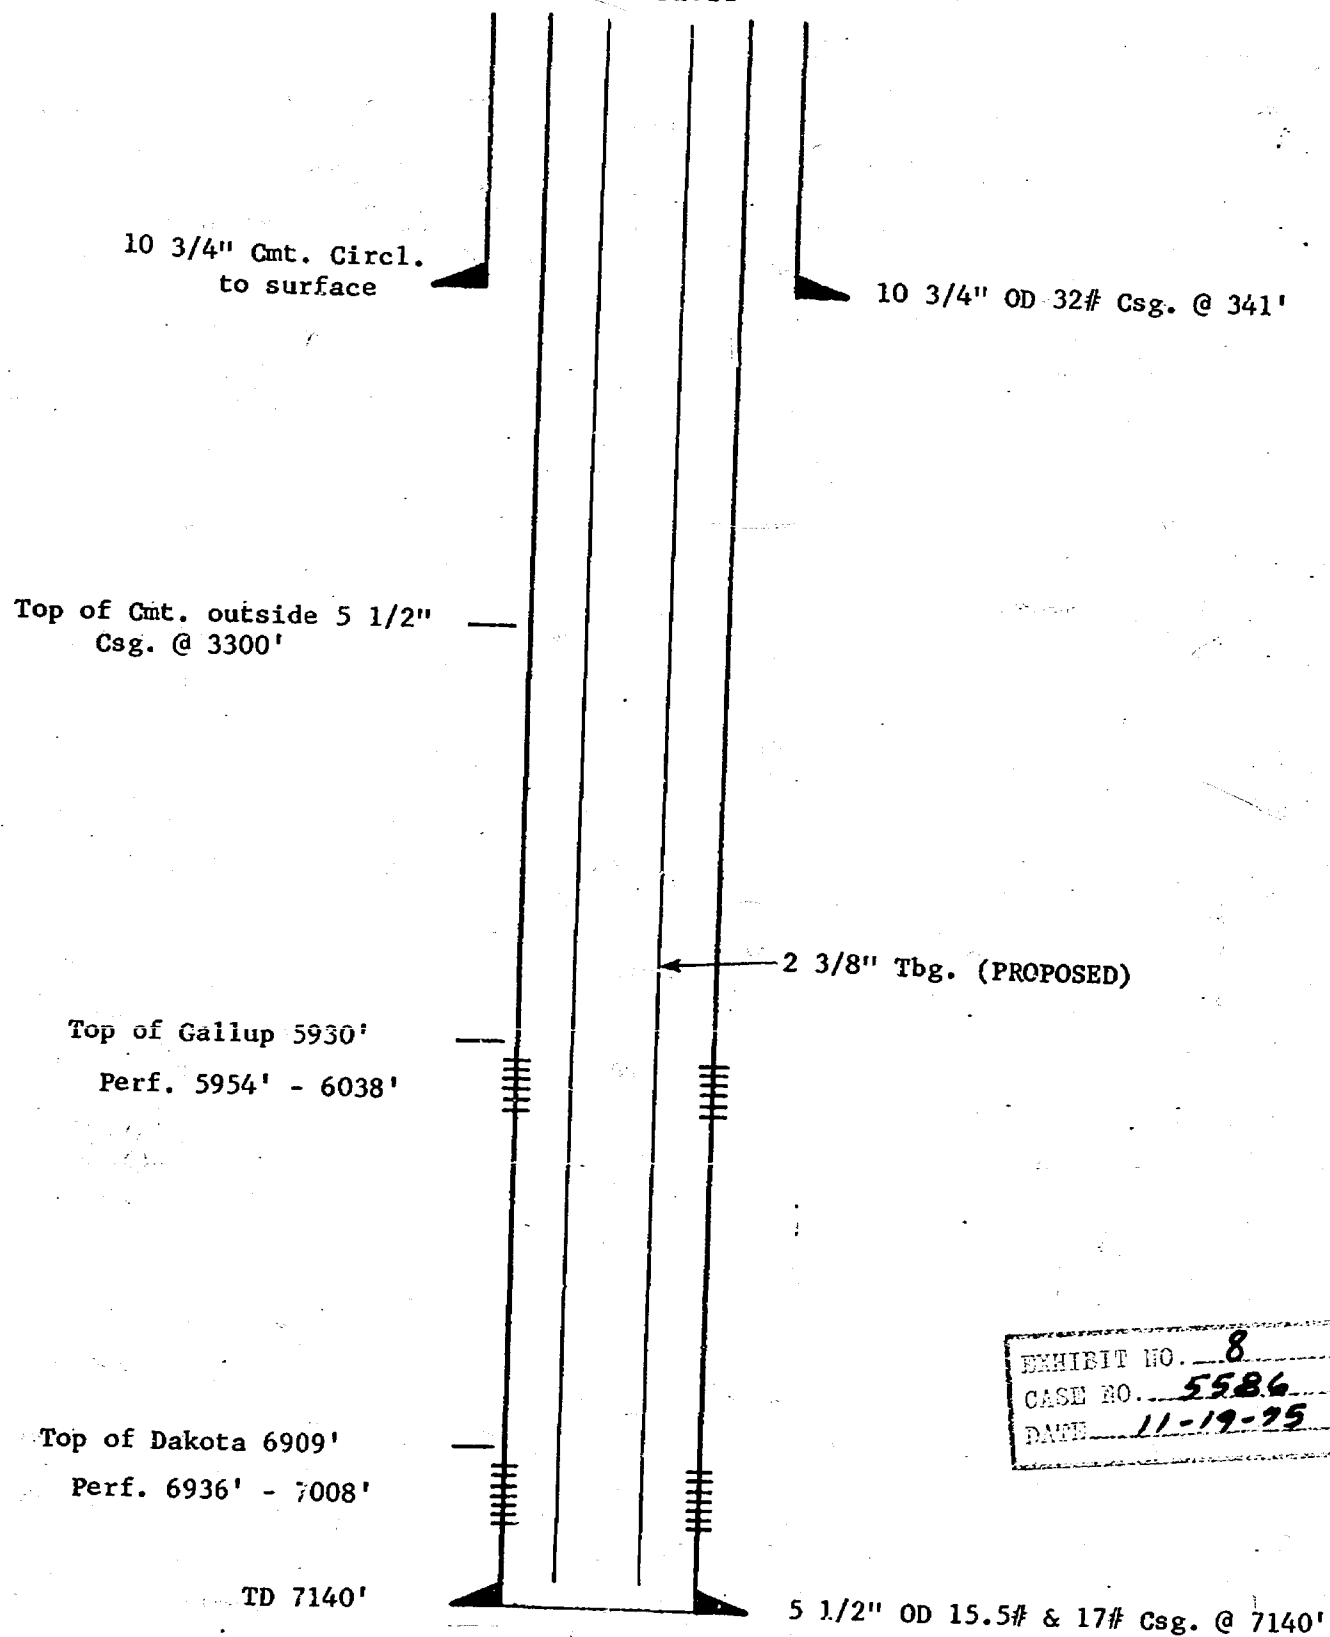 10 3/4" Cmt. Circl.
to surface
10 3/4" OD 32# Csg. @ 341'
Top of Cmt. outside 5 1/2"
Csg. @ 3300'
2 3/8" Tbg. (PROPOSED)
Top of Gallup 5930'
Perf. 5954' - 6038'
EXHIBIT NO. 8
CASE NO. 5586
DATE 11-19-75
Top of Dakota 6909'
Perf. 6936' - 7008'
TD 7140'
5 1/2" OD 15.5# & 17# Csg. @ 7140'